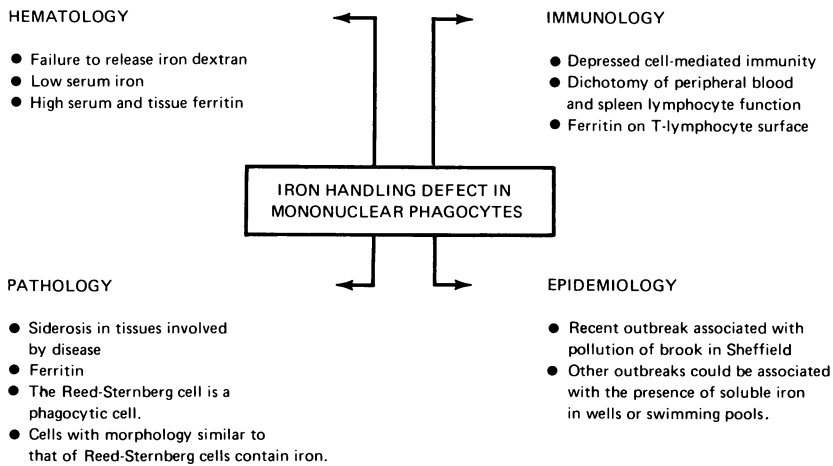 HEMATOLOGY
● Failure to release iron dextran
● Low serum iron
● High serum and tissue ferritin
IMMUNOLOGY
● Depressed cell-mediated immunity
● Dichotomy of peripheral blood
and spleen lymphocyte function
● Ferritin on T-lymphocyte surface
IRON HANDLING DEFECT IN
MONONUCLEAR PHAGOCYTES
PATHOLOGY
● Siderosis in tissues involved
by disease
● Ferritin
● The Reed-Sternberg cell is a
phagocytic cell.
● Cells with morphology similar to
that of Reed-Sternberg cells contain iron.
EPIDEMIOLOGY
● Recent outbreak associated with
pollution of brook in Sheffield
● Other outbreaks could be associated
with the presence of soluble iron
in wells or swimming pools.